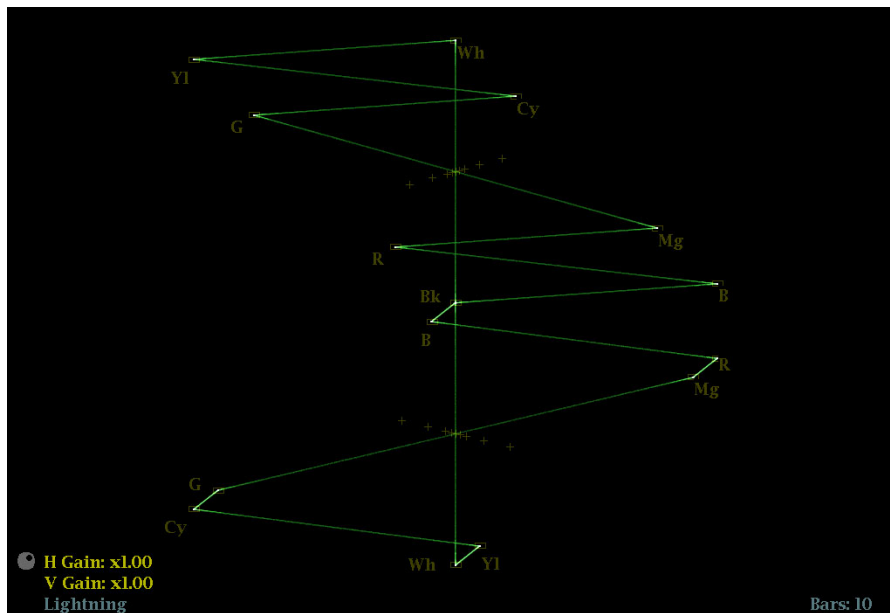 Wh
Yl
Cy
G
Mg
R
Bk
B
B
R
Mg
G
Cy
Wh
Yl
H Gain: x1.00
V Gain: x1.00
Lightning
Bars: 10